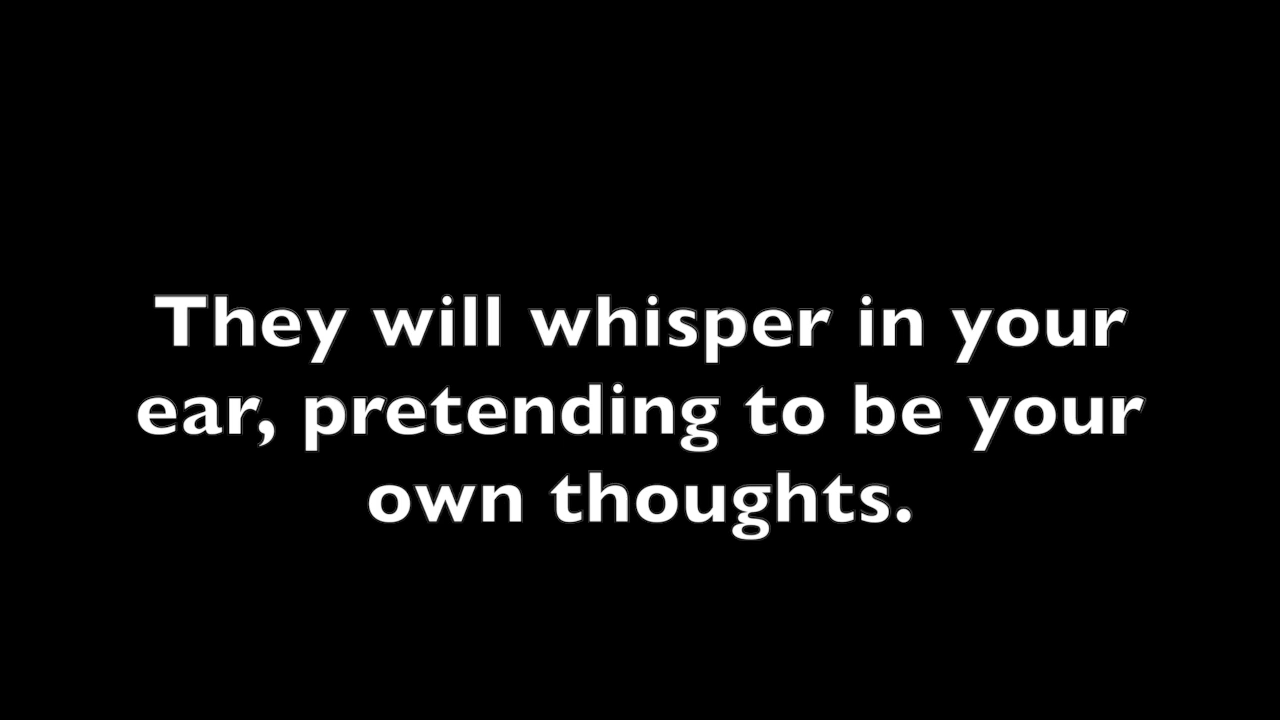 They will whisper in your
ear, pretending to be your
own thoughts.